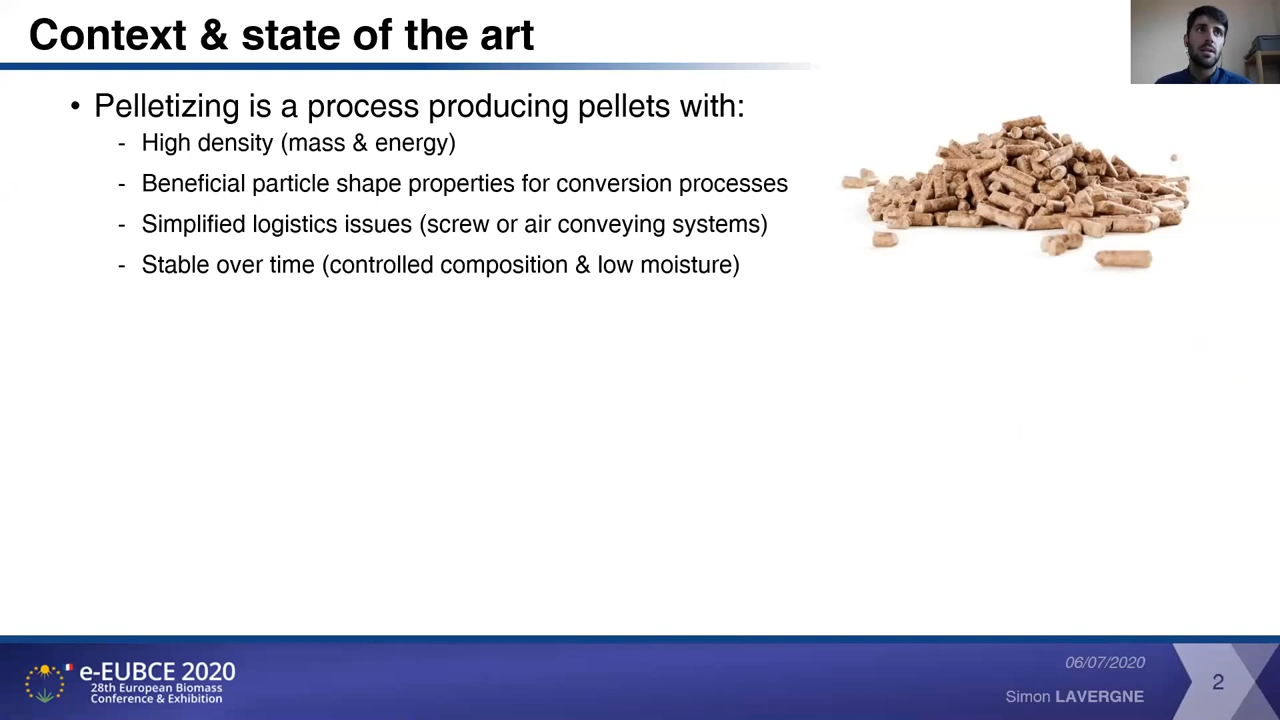 Context & state of the art
• Pelletizing is a process producing pellets with:
- High density (mass & energy)
- Beneficial particle shape properties for conversion processes
- Simplified logistics issues (screw or air conveying systems)
- Stable over time (controlled composition & low moisture)
e-EUBCE 2020
28th European Biomass
Conference & Exhibition
06/07/2020
Simon LAVERGNE
2